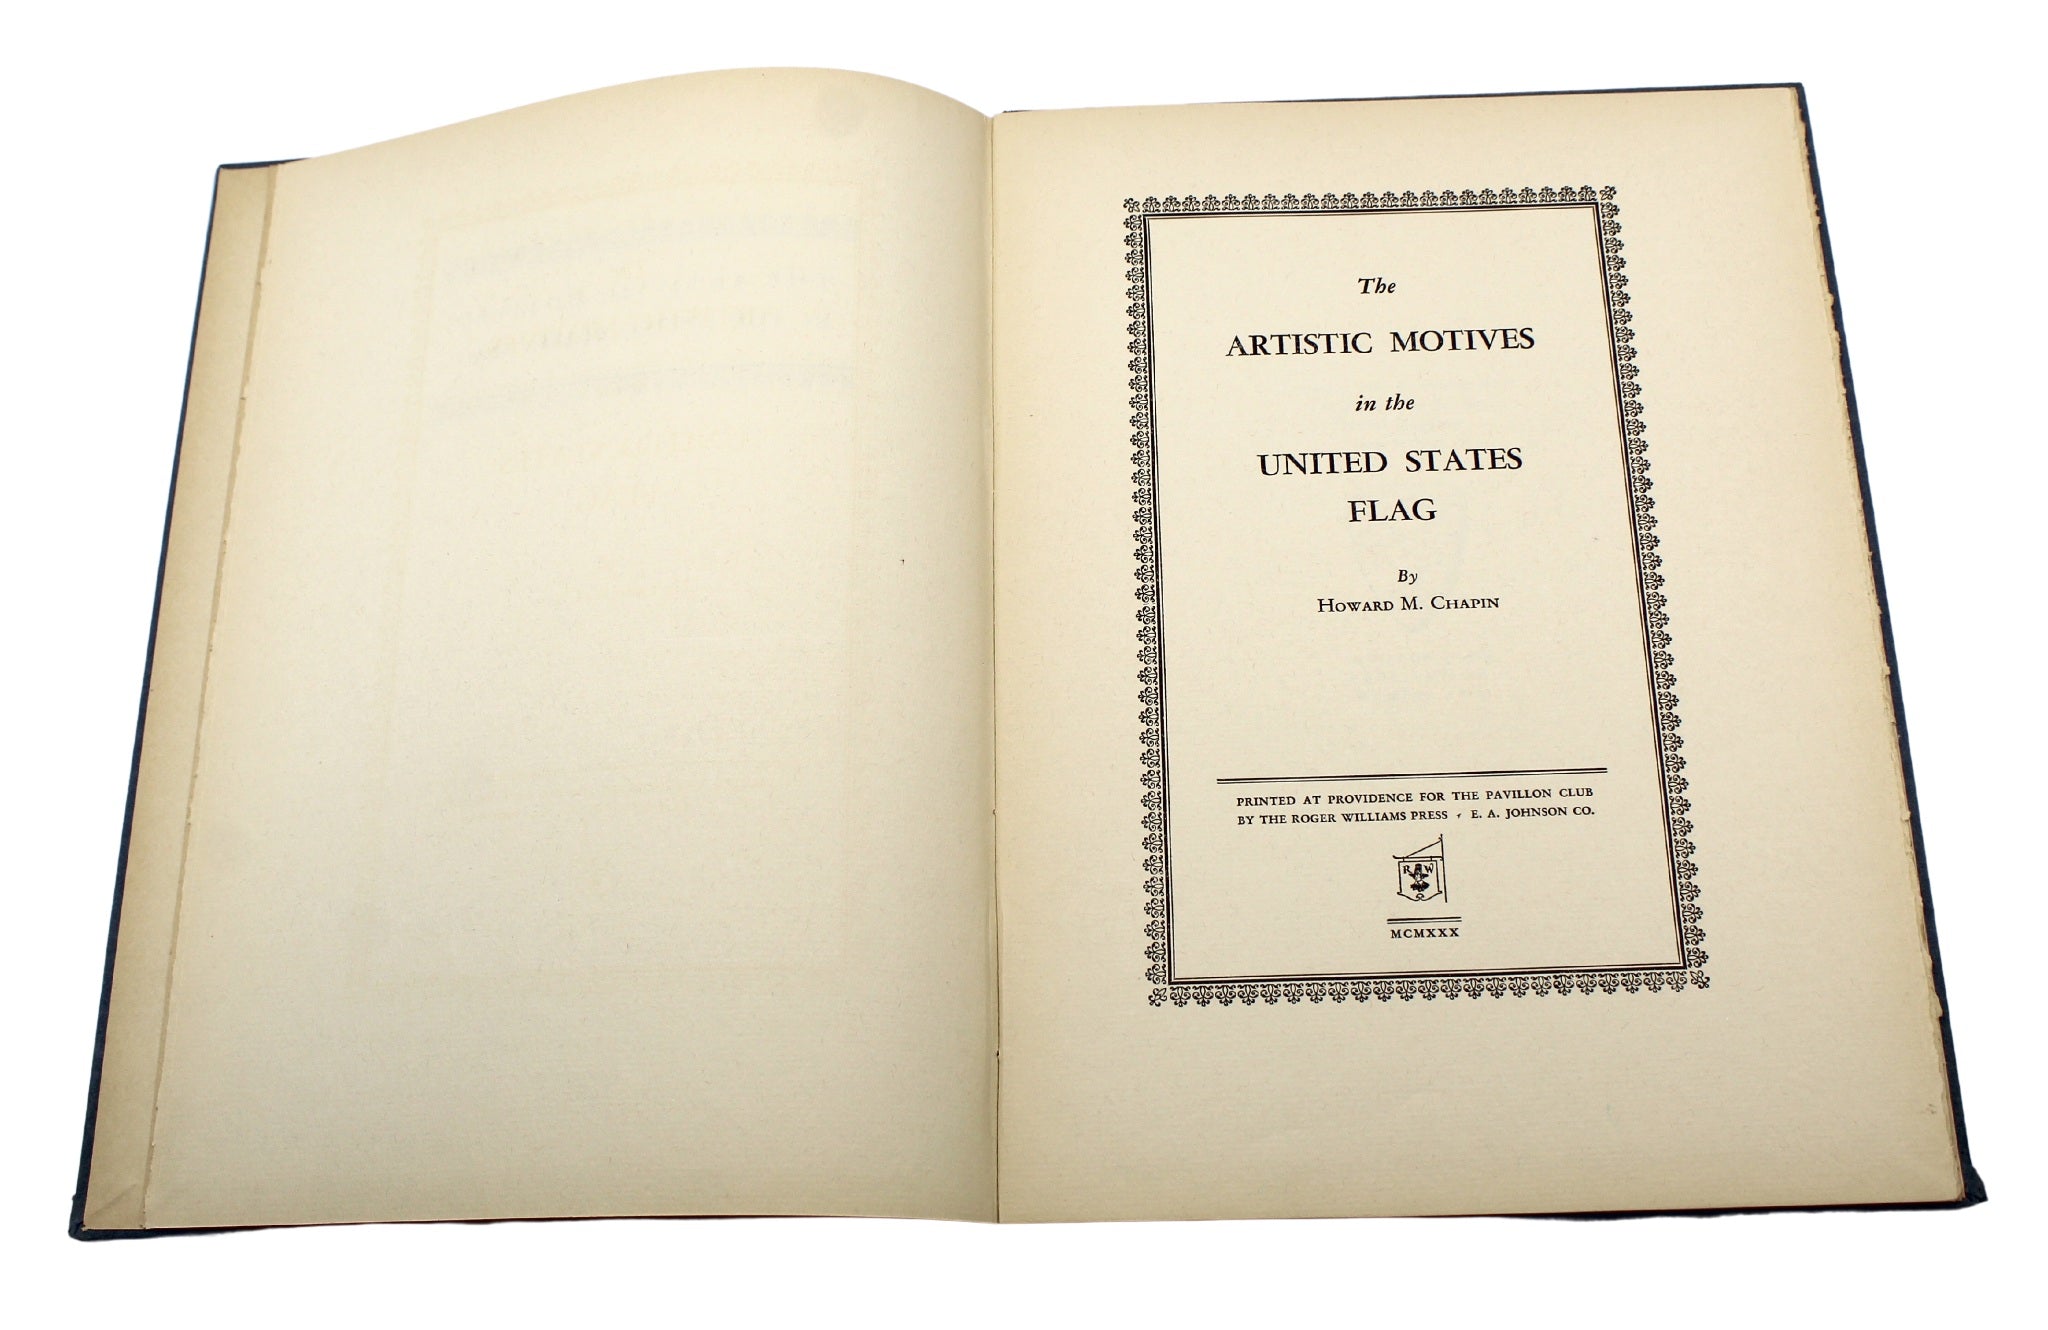 The
ARTISTIC MOTIVES
in the
UNITED STATES
FLAG
By
HOWARD M. CHAPIN
PRINTED AT PROVIDENCE FOR THE PAVILLON CLUB
BY THE ROGER WILLIAMS PRESS · E. A. JOHNSON CO.
R W
MCMXXX